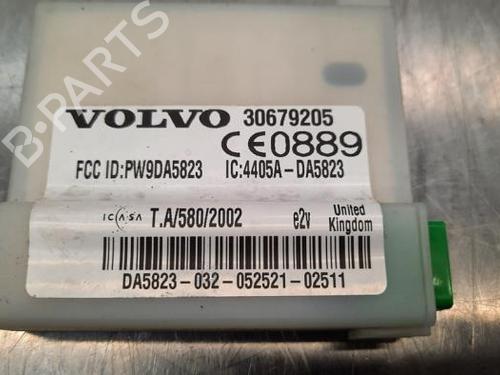 B-PARTS
VOLVO 30679205
CE0889
FCC ID:PW9DA5823 IC:4405A-DA5823
ICASA T.A/580/2002 e2v United Kingdom
DA5823-032-052521-02511